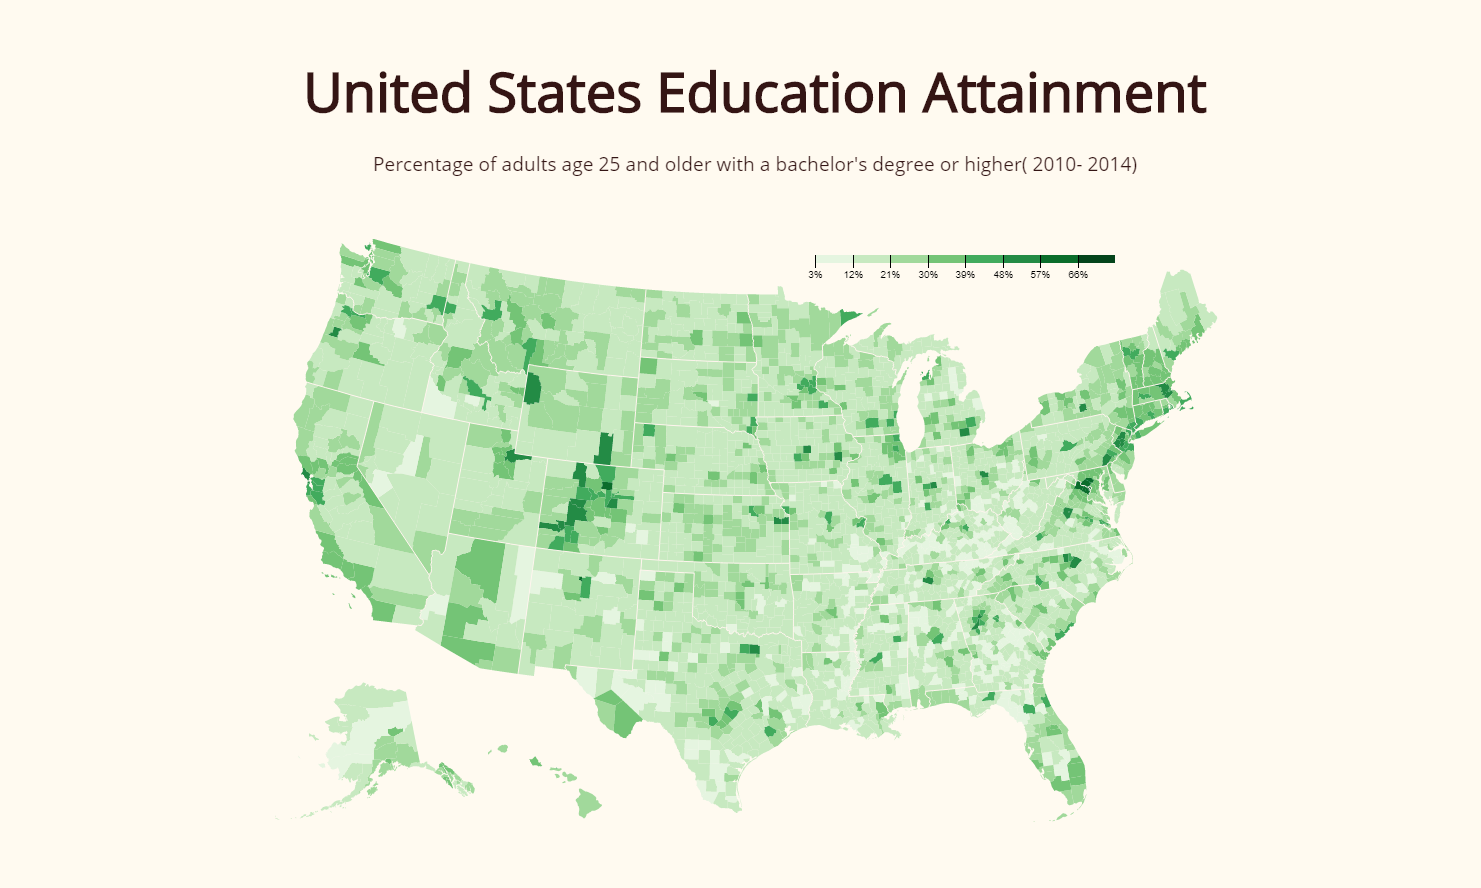 United States Education Attainment
Percentage of adults age 25 and older with a bachelor's degree or higher( 2010- 2014)
3% 12% 21% 30% 39% 48% 57% 66%